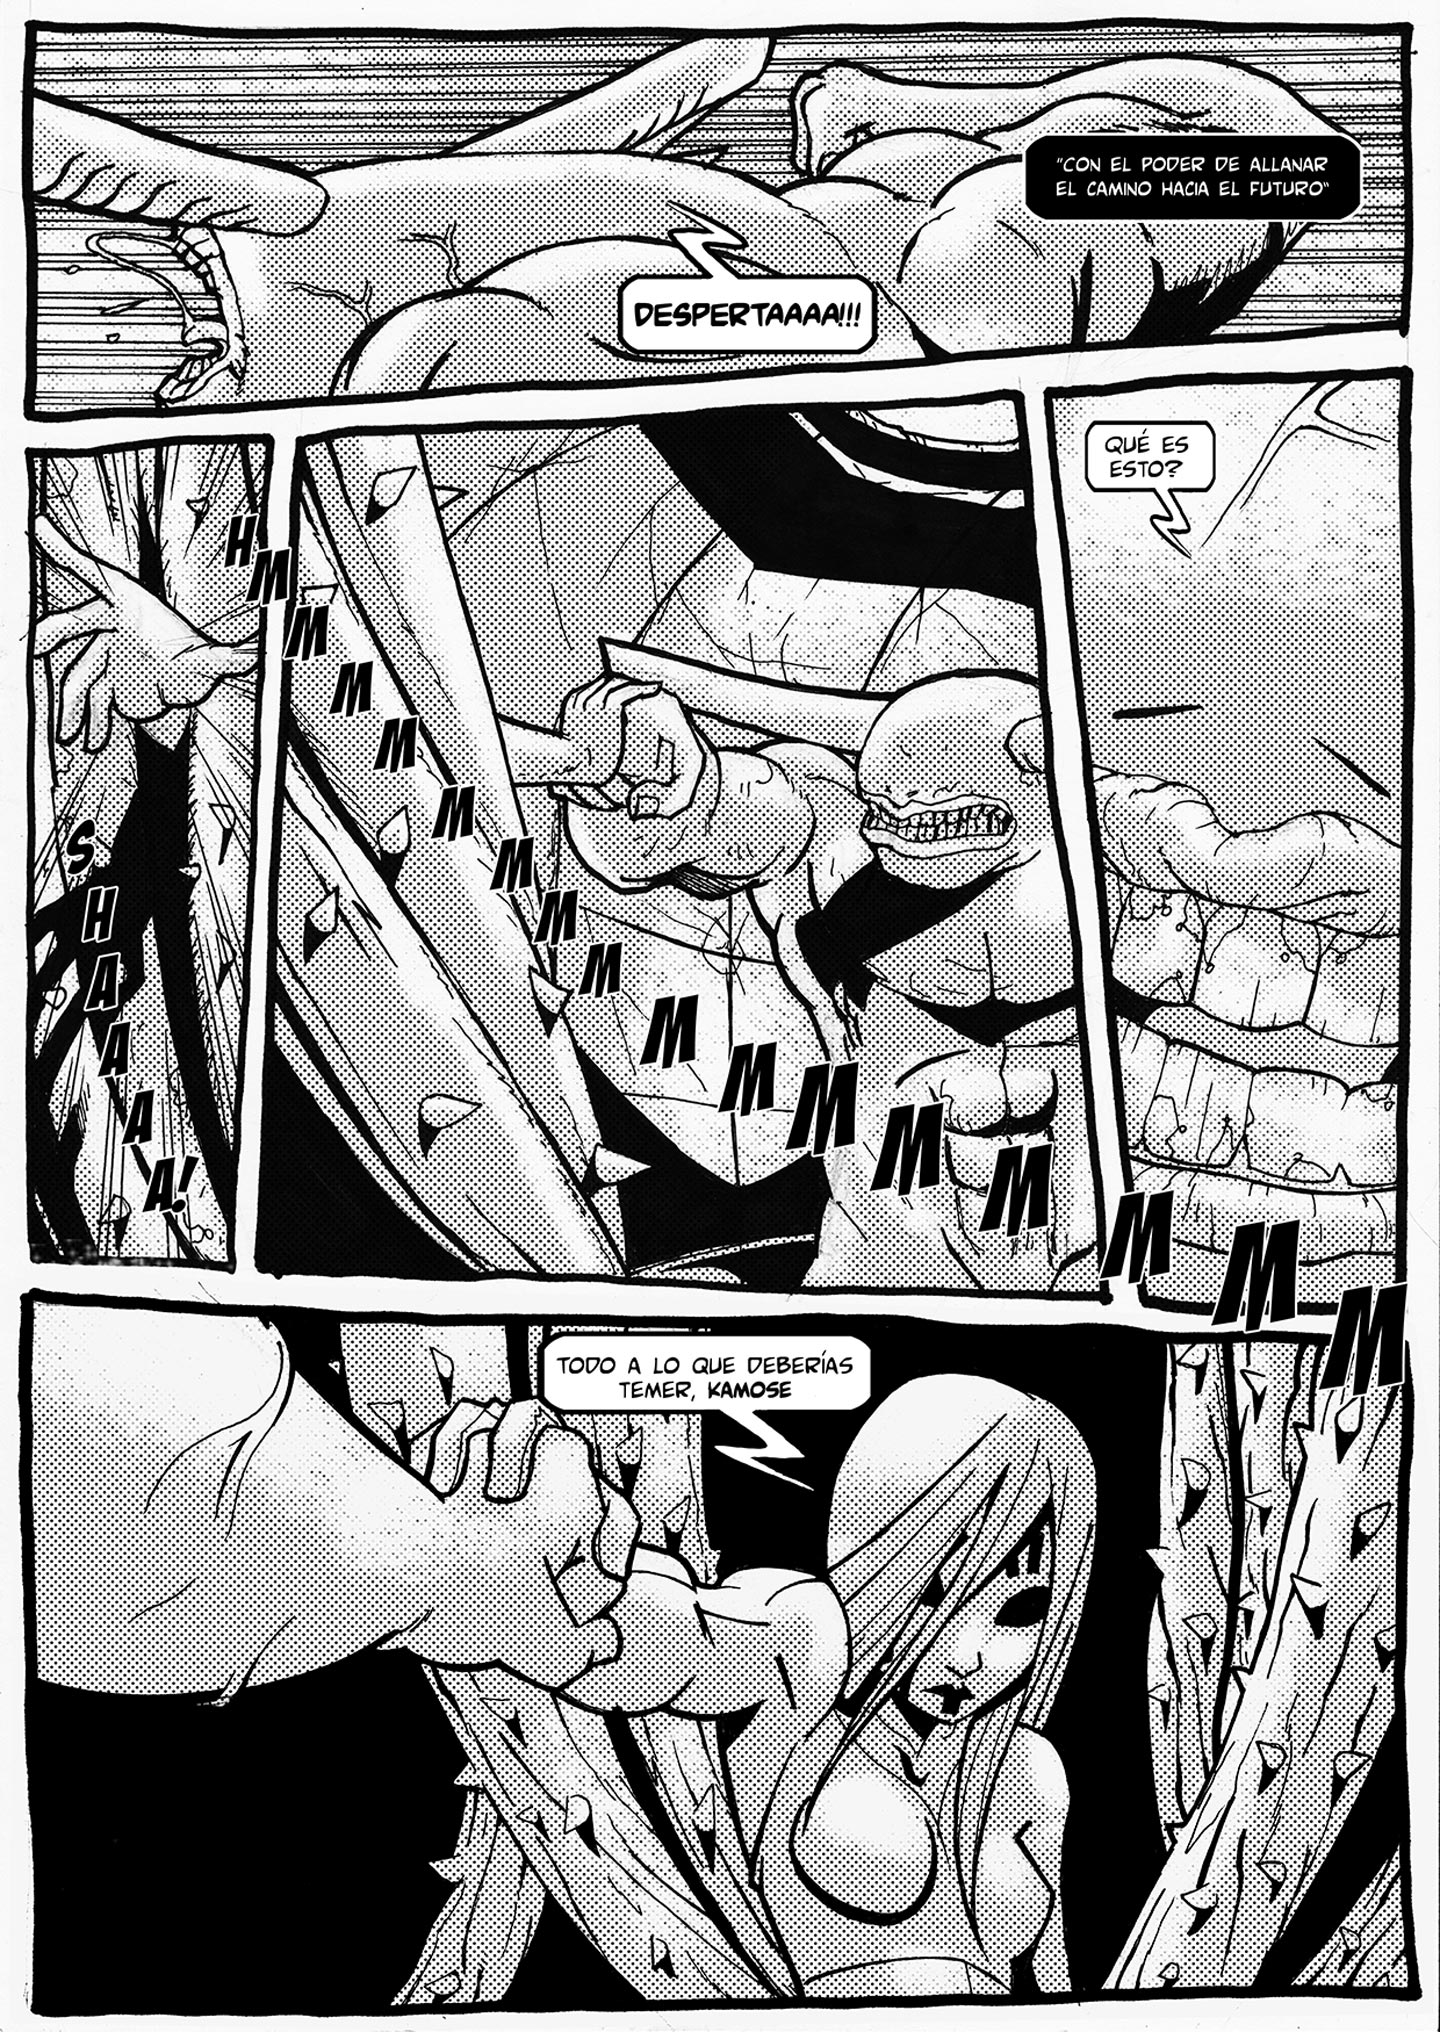 "CON EL PODER DE ALLANAR
EL CAMINO HACIA EL FUTURO"
DESPERTAAAA!!!
SHAAAAA!
HMMMMMMMMMMMMMMMMM
QUÉ ES
ESTO?
TODO A LO QUE DEBERÍAS
TEMER, KAMOSE